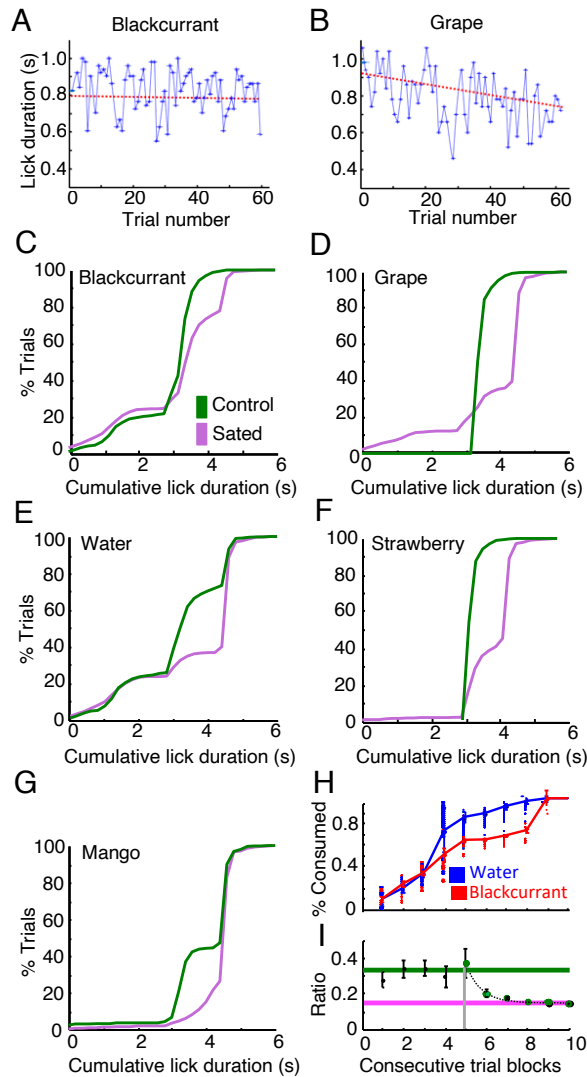 A Blackcurrant
B Grape
Lick duration (s)
1.0
0.8
0.6
0.4
0 20 40 60
Trial number
1.0
0.8
0.6
0.4
0 20 40 60
Trial number
C
Blackcurrant
% Trials
100
80
60
40
20
0
Control
Sated
0 2 4 6
Cumulative lick duration (s)
D
Grape
100
80
60
40
20
0
0 2 4 6
Cumulative lick duration (s)
E
Water
% Trials
100
80
60
40
20
0
0 2 4 6
Cumulative lick duration (s)
F
Strawberry
100
80
60
40
20
0
0 2 4 6
Cumulative lick duration (s)
G
Mango
% Trials
100
80
60
40
20
0
0 2 4 6
Cumulative lick duration (s)
H
% Consumed
0.8
0.4
0
Water
Blackcurrant
I
Ratio
0.4
0.2
0
0 2 4 6 8 10
Consecutive trial blocks